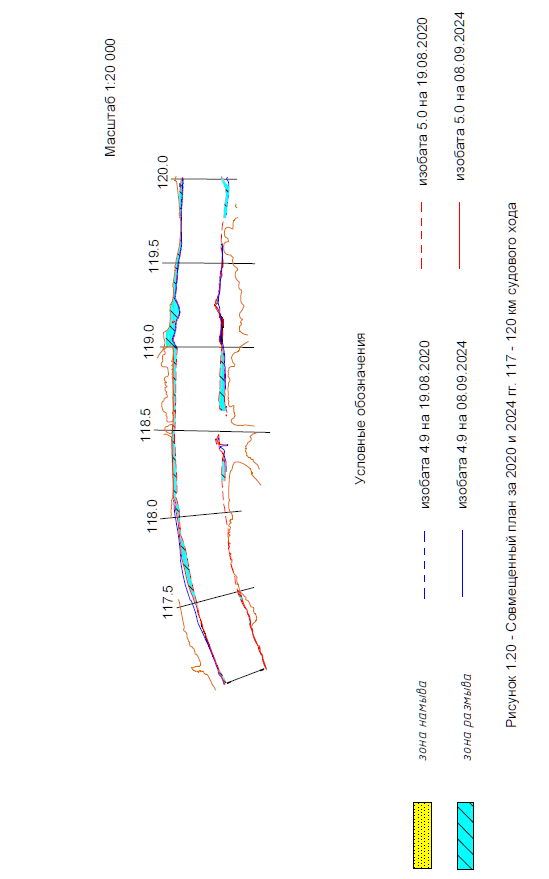 Масштаб 1:20 000
117.5
118.0
118.5
119.0
119.5
120.0
Условные обозначения
зона намыва
изобата 4.9 на 19.08.2020
изобата 5.0 на 19.08.2020
зона размыва
изобата 4.9 на 08.09.2024
изобата 5.0 на 08.09.2024
Рисунок 1.20 - Совмещенный план за 2020 и 2024 гг. 117 - 120 км судового хода